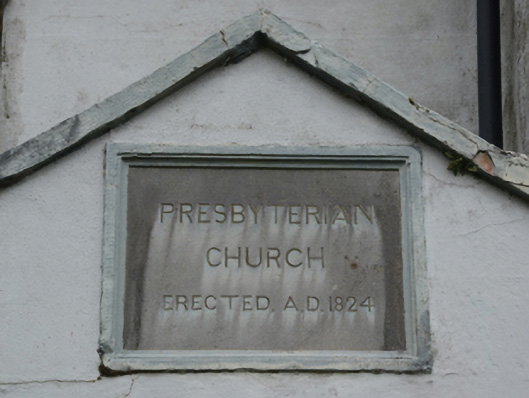 PRESBYTERIAN
CHURCH
ERECTED, A.D. 1824